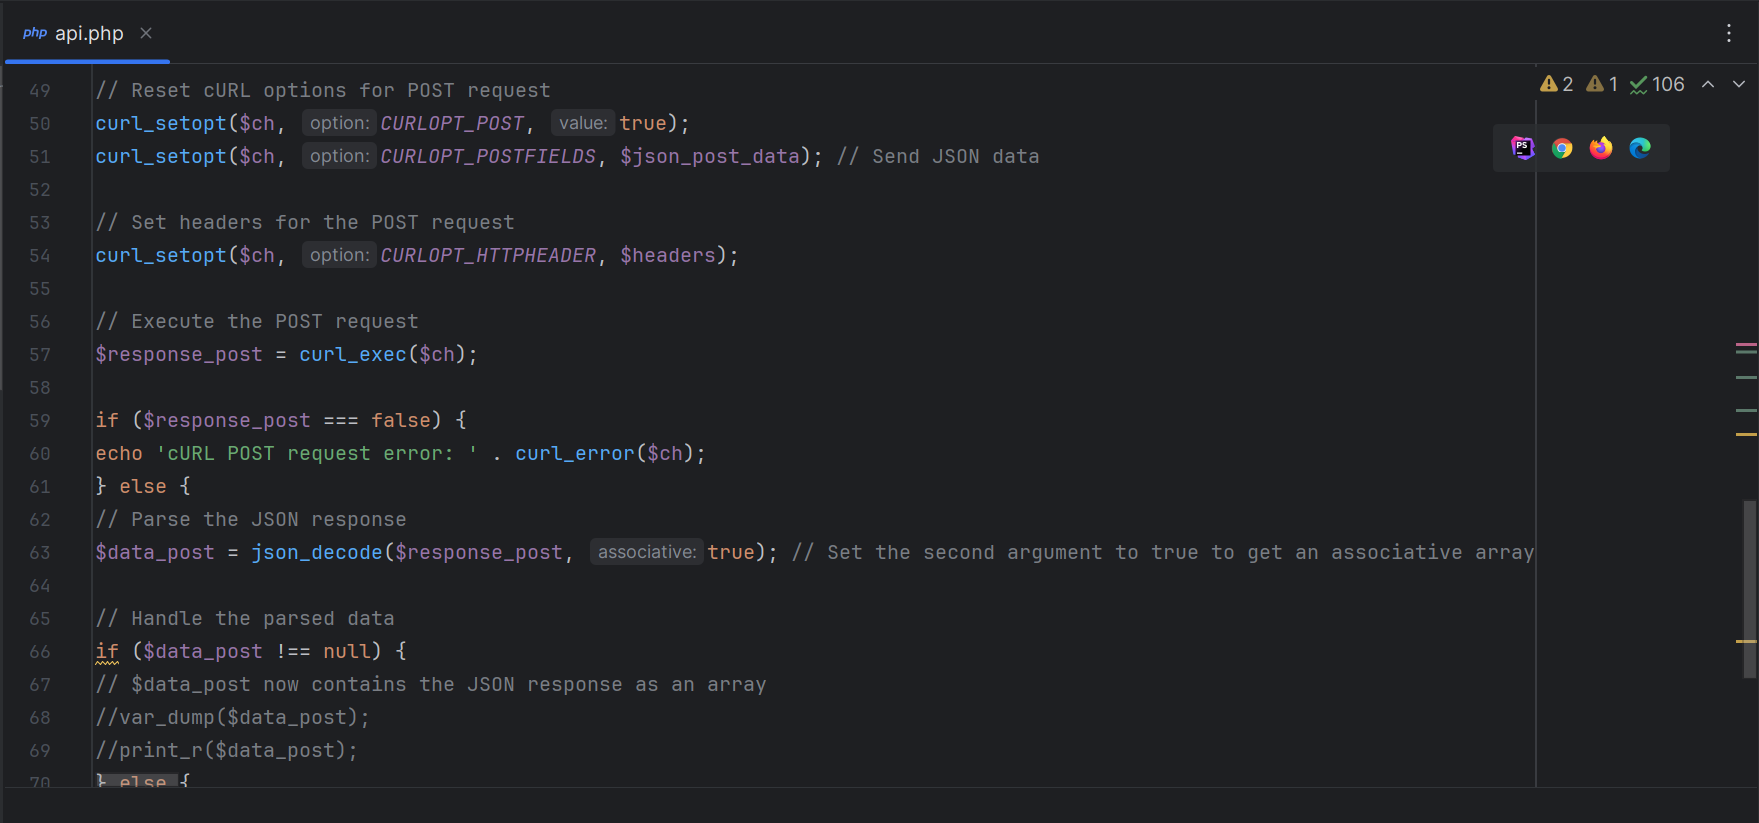 php api.php
2 1 106
49 // Reset cURL options for POST request
50 curl_setopt($ch, option: CURLOPT_POST, value: true);
51 curl_setopt($ch, option: CURLOPT_POSTFIELDS, $json_post_data); // Send JSON data
PS
52
53 // Set headers for the POST request
54 curl_setopt($ch, option: CURLOPT_HTTPHEADER, $headers);
55
56 // Execute the POST request
57 $response_post = curl_exec($ch);
58
59 if ($response_post === false) {
60 echo 'cURL POST request error: ' . curl_error($ch);
61 } else {
62 // Parse the JSON response
63 $data_post = json_decode($response_post, associative: true); // Set the second argument to true to get an associative array
64
65 // Handle the parsed data
66 if ($data_post !== null) {
67 // $data_post now contains the JSON response as an array
68 //var_dump($data_post);
69 //print_r($data_post);
70 } else {